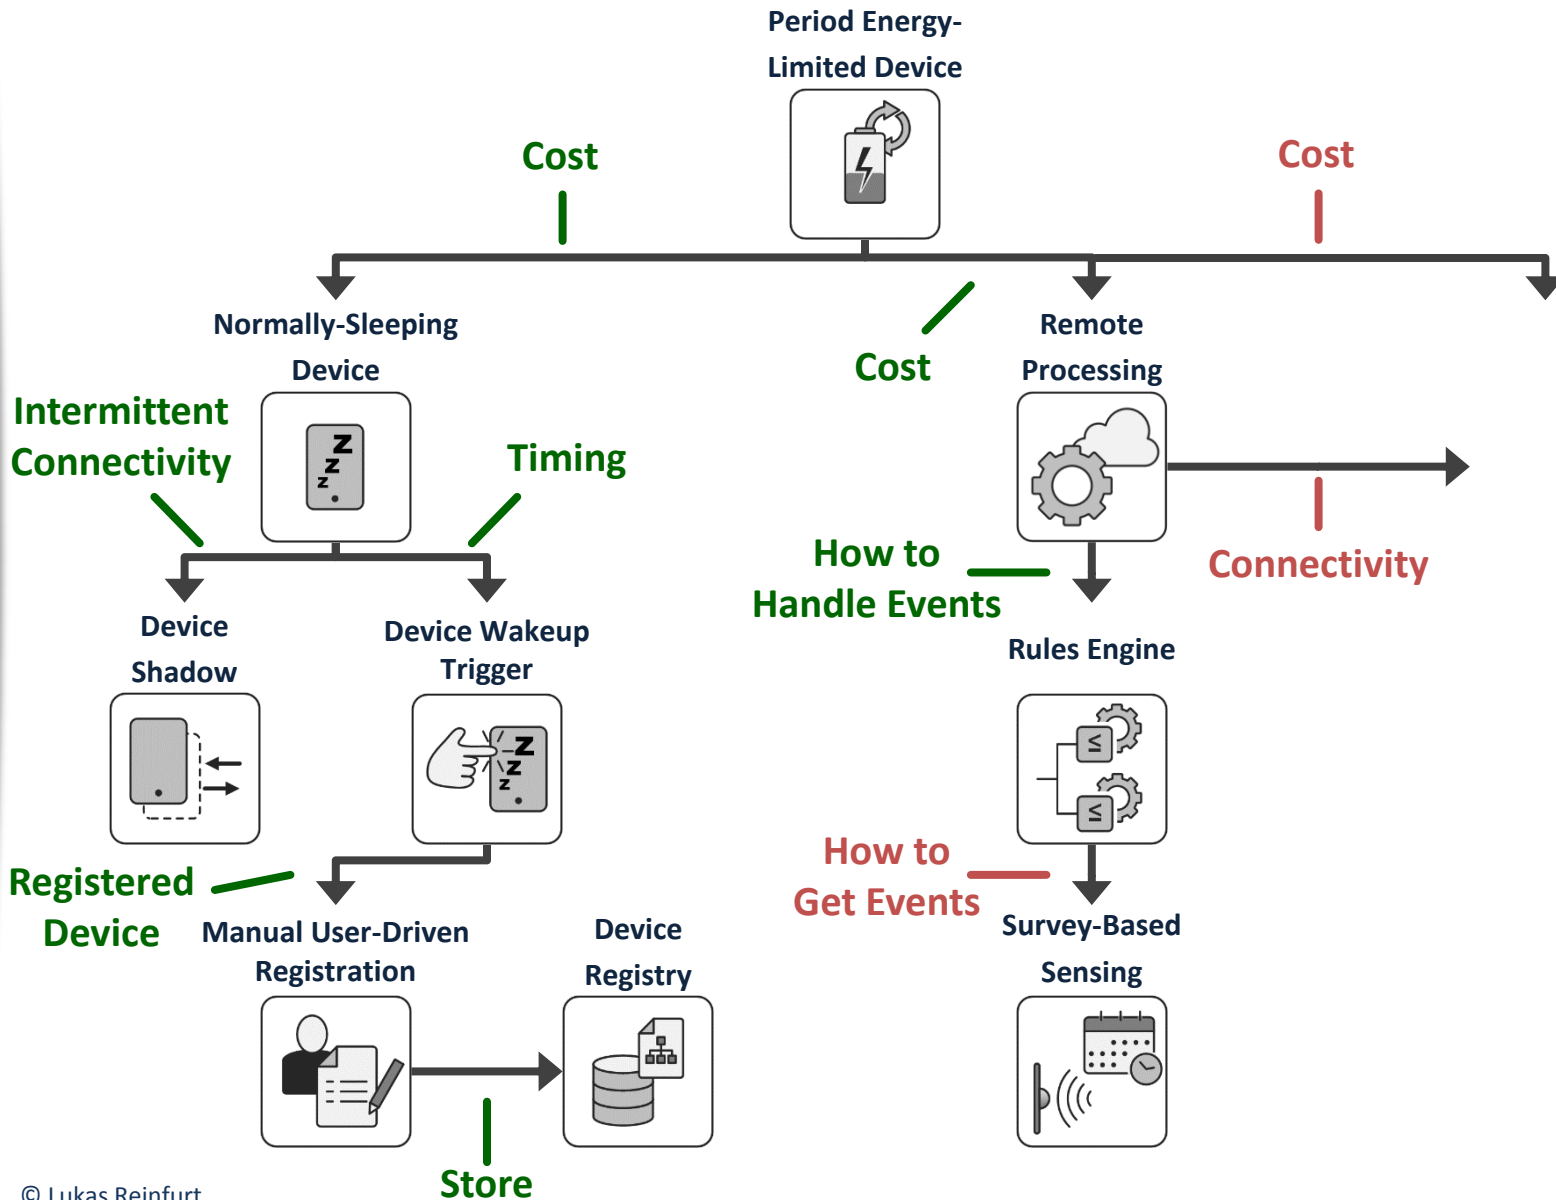 Period Energy-
Limited Device
Cost
Cost
Normally-Sleeping
Device
Cost
Remote
Processing
Intermittent
Connectivity
Timing
z
z
z
How to
Handle Events
Connectivity
Device
Shadow
Device Wakeup
Trigger
Rules Engine
z
z
z
≤
≤
Registered
Device
How to
Get Events
Manual User-Driven
Registration
Device
Registry
Survey-Based
Sensing
Store
© Lukas Reinfurt